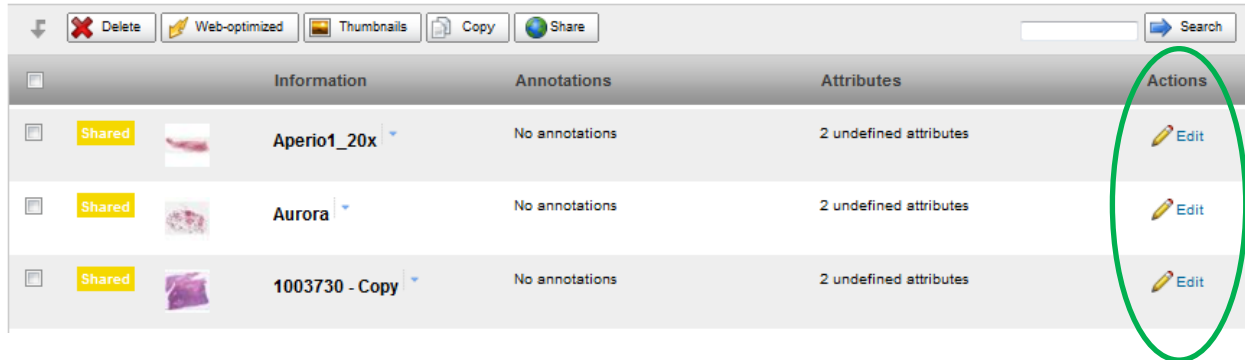 Delete Web-optimized Thumbnails Copy Share Search
Information Annotations Attributes Actions
Shared Aperio1_20x No annotations 2 undefined attributes Edit
Shared Aurora No annotations 2 undefined attributes Edit
Shared 1003730 - Copy No annotations 2 undefined attributes Edit